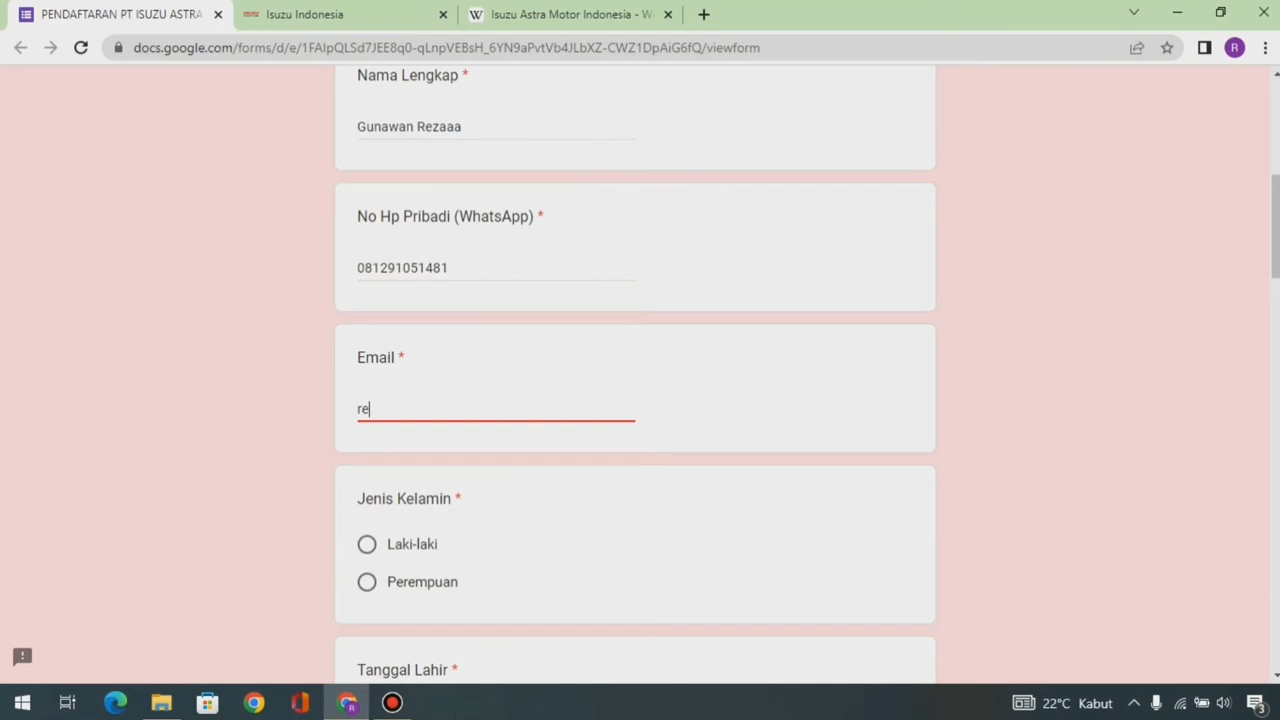 PENDAFTARAN PT ISUZU ASTRA
Isuzu Indonesia
Isuzu Astra Motor Indonesia - W
docs.google.com/forms/d/e/1FAIpQLSd7JEE8q0-qLnpVEBsH_6YN9aPvtVb4JLbXZ-CWZ1DpAiG6fQ/viewform
R
Nama Lengkap *
Gunawan Rezaaa
No Hp Pribadi (WhatsApp) *
081291051481
Email *
re
Jenis Kelamin *
Laki-laki
Perempuan
Tanggal Lahir *
22°C Kabut
3